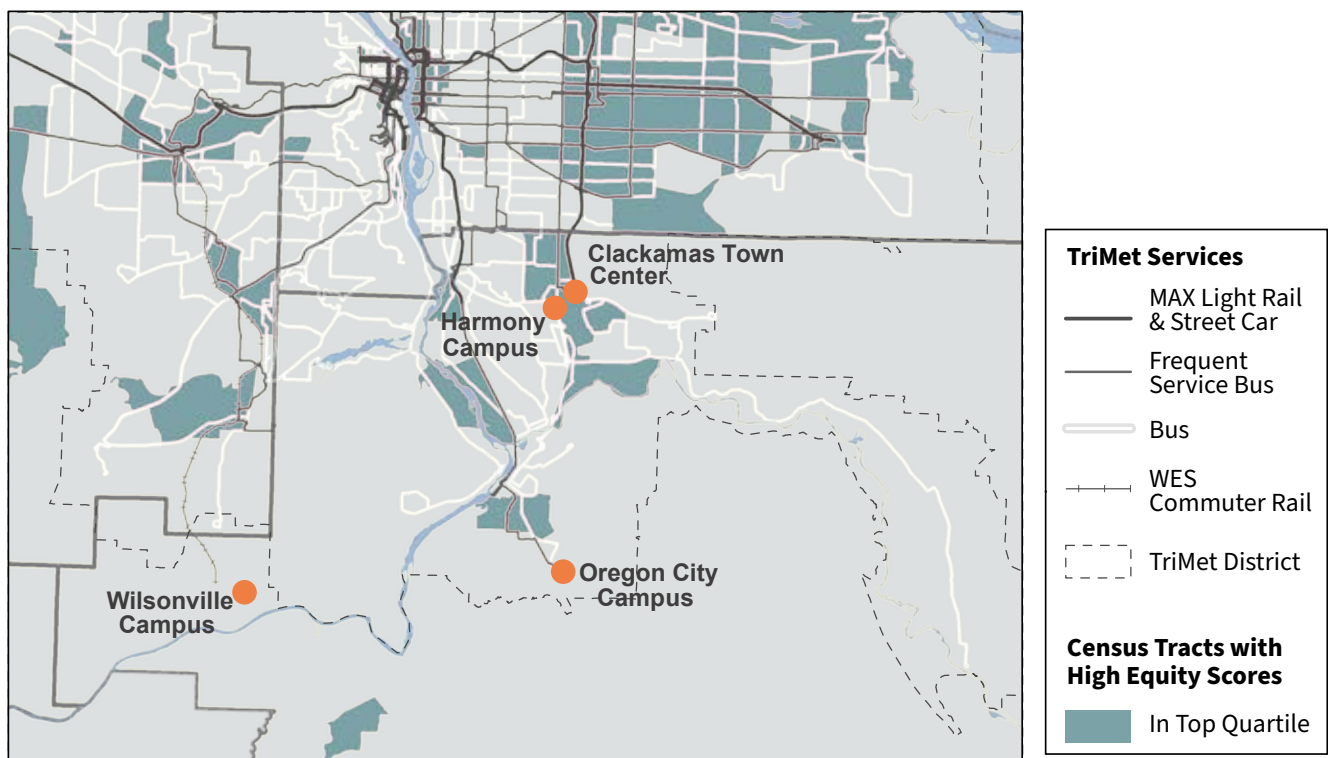 Clackamas Town
Center
Harmony
Campus
Oregon City
Campus
Wilsonville
Campus
TriMet Services
MAX Light Rail
& Street Car
Frequent
Service Bus
Bus
WES
Commuter Rail
TriMet District
Census Tracts with
High Equity Scores
In Top Quartile